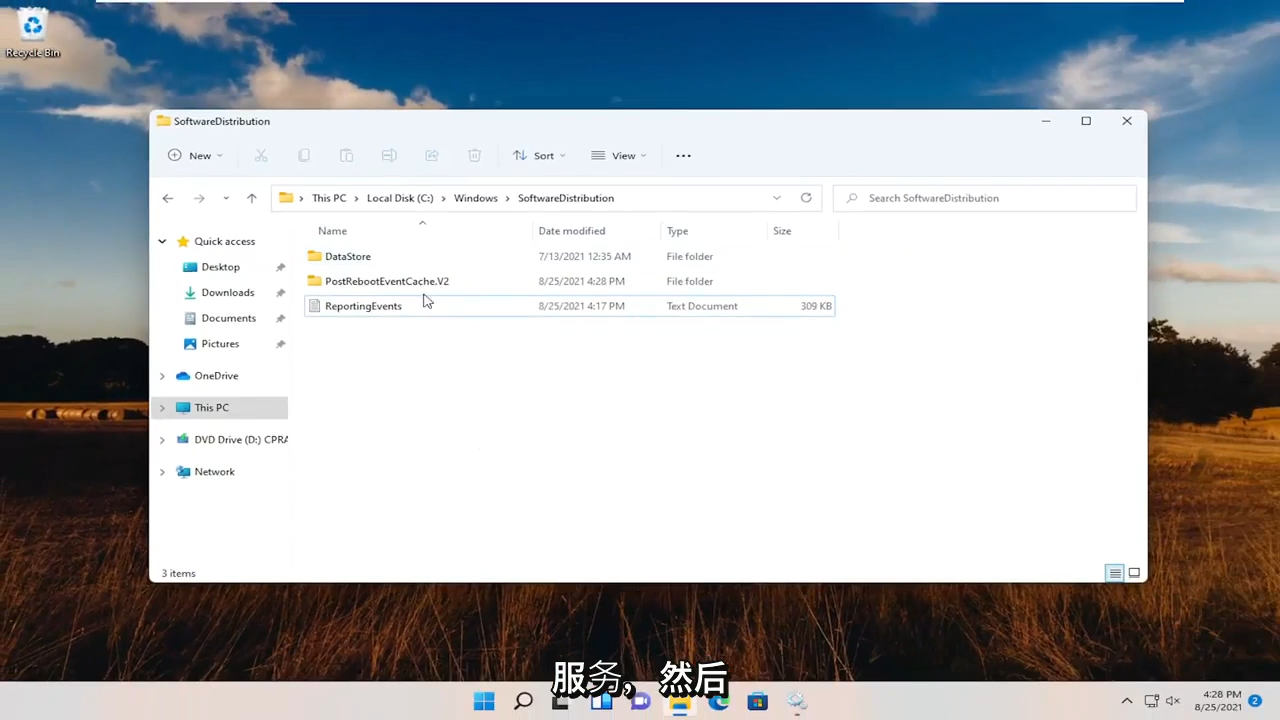 Recycle Bin
SoftwareDistribution
New
Sort
View
This PC
Local Disk (C:)
Windows
SoftwareDistribution
Search SoftwareDistribution
Name
Date modified
Type
Size
Quick access
Desktop
Downloads
Documents
Pictures
OneDrive
This PC
DVD Drive (D:) CPRA
Network
DataStore 7/13/2021 12:35 AM File folder
PostRebootEventCache.V2 8/25/2021 4:28 PM File folder
ReportingEvents 8/25/2021 4:17 PM Text Document 309 KB
3 items
服务，然后
4:28 PM
8/25/2021
2